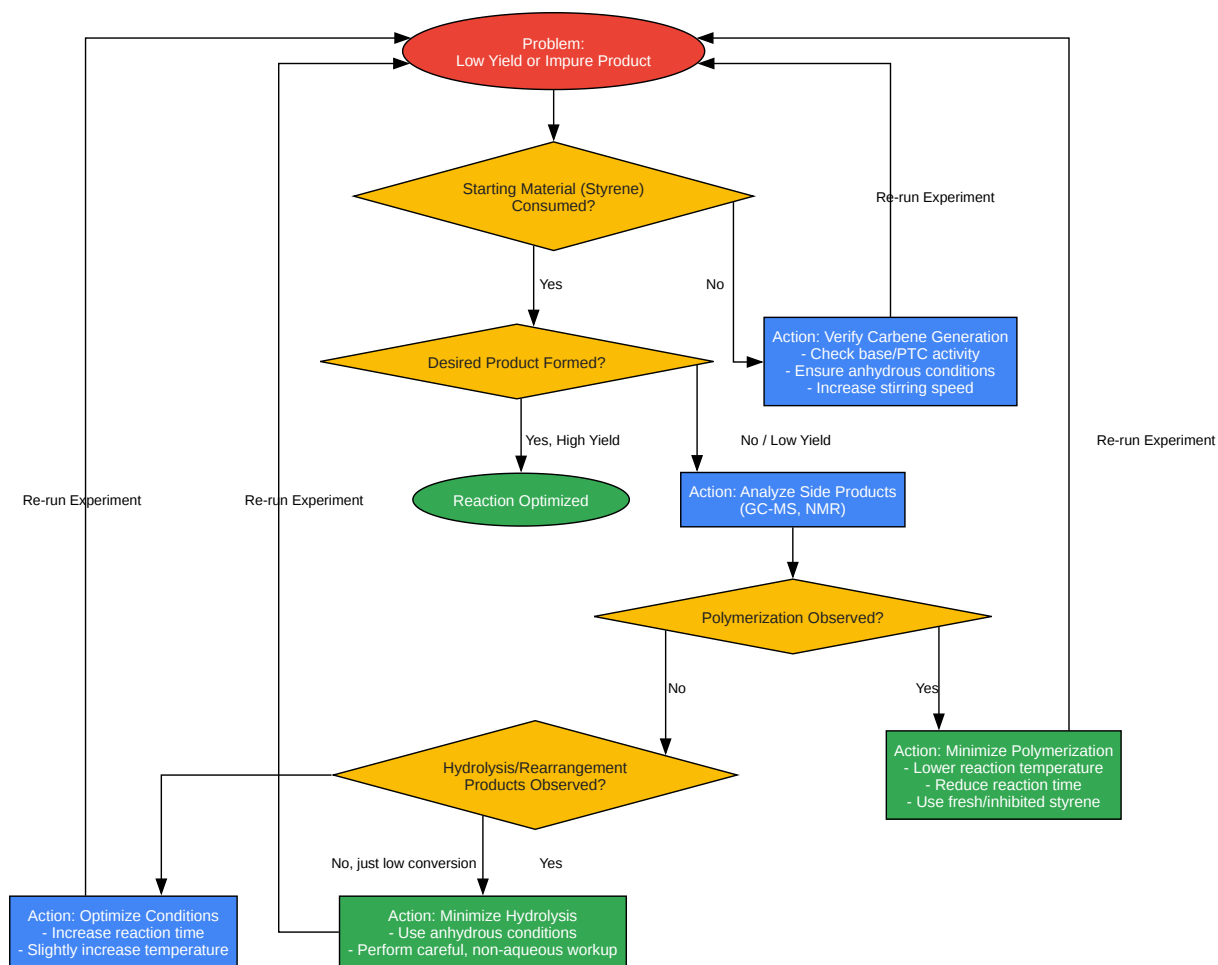 Problem:
Low Yield or Impure Product
Starting Material (Styrene)
Consumed?
Re-run Experiment
Yes
No
Action: Verify Carbene Generation
- Check base/PTC activity
- Ensure anhydrous conditions
- Increase stirring speed
Desired Product Formed?
Yes, High Yield
No / Low Yield
Re-run Experiment
Re-run Experiment
Re-run Experiment
Reaction Optimized
Action: Analyze Side Products
(GC-MS, NMR)
Polymerization Observed?
No
Yes
Action: Minimize Polymerization
- Lower reaction temperature
- Reduce reaction time
- Use fresh/inhibited styrene
Hydrolysis/Rearrangement
Products Observed?
No, just low conversion
Yes
Action: Optimize Conditions
- Increase reaction time
- Slightly increase temperature
Action: Minimize Hydrolysis
- Use anhydrous conditions
- Perform careful, non-aqueous workup